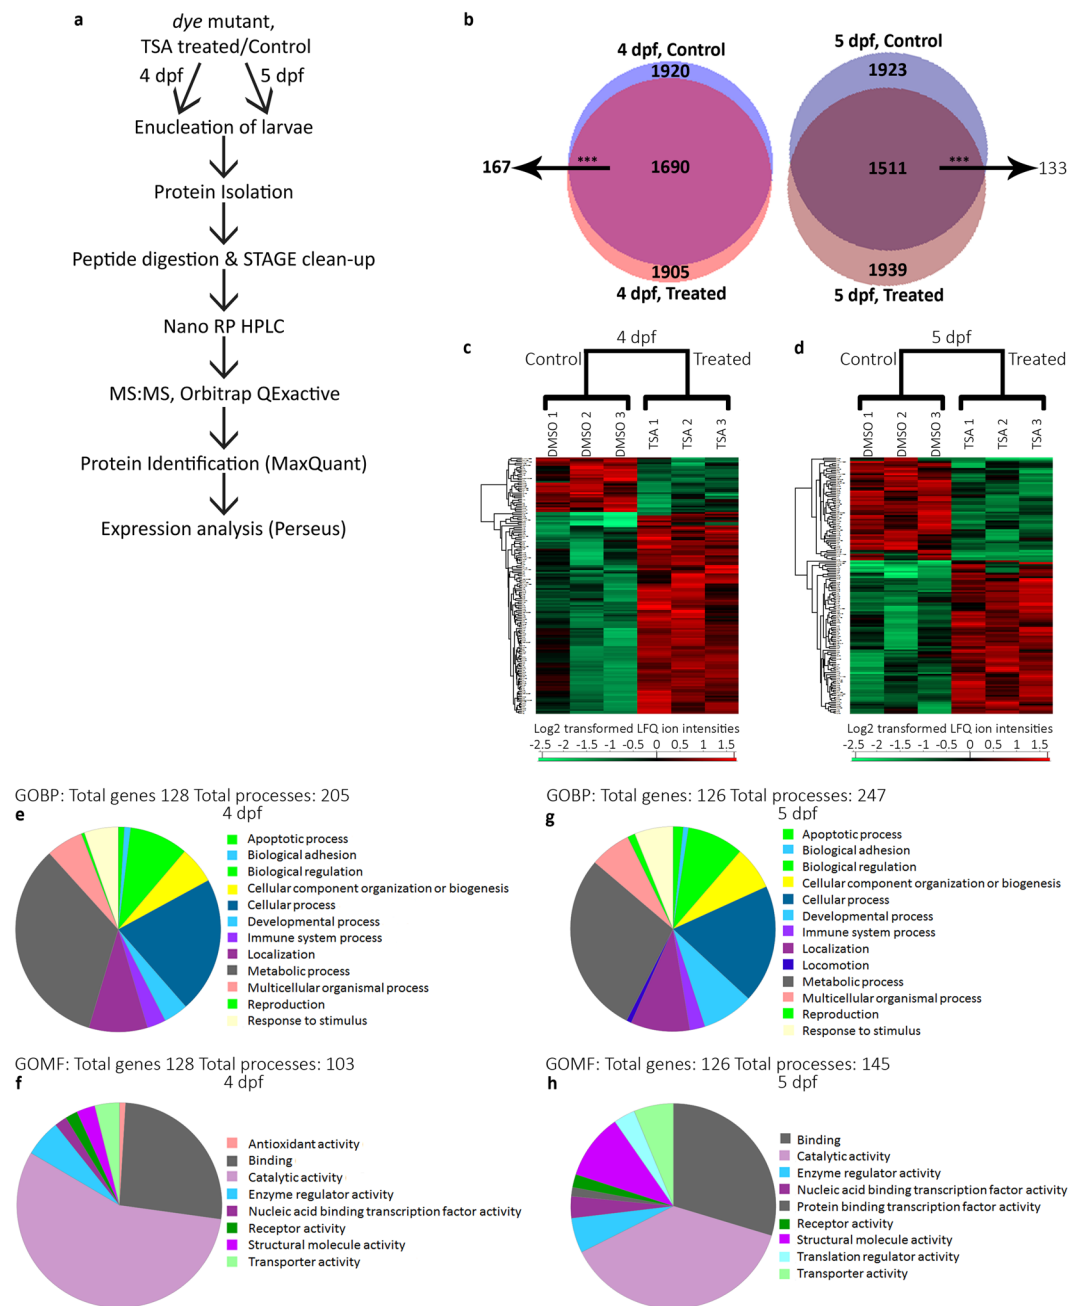 a
dye mutant,
TSA treated/Control
4 dpf
5 dpf
Enucleation of larvae
Protein Isolation
Peptide digestion & STAGE clean-up
Nano RP HPLC
MS:MS, Orbitrap QExactive
Protein Identification (MaxQuant)
Expression analysis (Perseus)
b
4 dpf, Control
1920
167
***
1690
1905
4 dpf, Treated
5 dpf, Control
1923
1511
***
133
1939
5 dpf, Treated
c
4 dpf
Control
Treated
DMSO 1
DMSO 2
DMSO 3
TSA 1
TSA 2
TSA 3
Log2 transformed LFQ ion intensities
-2.5 -2 -1.5 -1 -0.5 0 0.5 1 1.5
d
5 dpf
Control
Treated
DMSO 1
DMSO 2
DMSO 3
TSA 1
TSA 2
TSA 3
Log2 transformed LFQ ion intensities
-2.5 -2 -1.5 -1 -0.5 0 0.5 1 1.5
GOBP: Total genes 128 Total processes: 205
e
4 dpf
Apoptotic process
Biological adhesion
Biological regulation
Cellular component organization or biogenesis
Cellular process
Developmental process
Immune system process
Localization
Metabolic process
Multicellular organismal process
Reproduction
Response to stimulus
GOBP: Total genes: 126 Total processes: 247
g
5 dpf
Apoptotic process
Biological adhesion
Biological regulation
Cellular component organization or biogenesis
Cellular process
Developmental process
Immune system process
Localization
Locomotion
Metabolic process
Multicellular organismal process
Reproduction
Response to stimulus
GOMF: Total genes 128 Total processes: 103
f
4 dpf
Antioxidant activity
Binding
Catalytic activity
Enzyme regulator activity
Nucleic acid binding transcription factor activity
Receptor activity
Structural molecule activity
Transporter activity
GOMF: Total genes: 126 Total processes: 145
h
5 dpf
Binding
Catalytic activity
Enzyme regulator activity
Nucleic acid binding transcription factor activity
Protein binding transcription factor activity
Receptor activity
Structural molecule activity
Translation regulator activity
Transporter activity